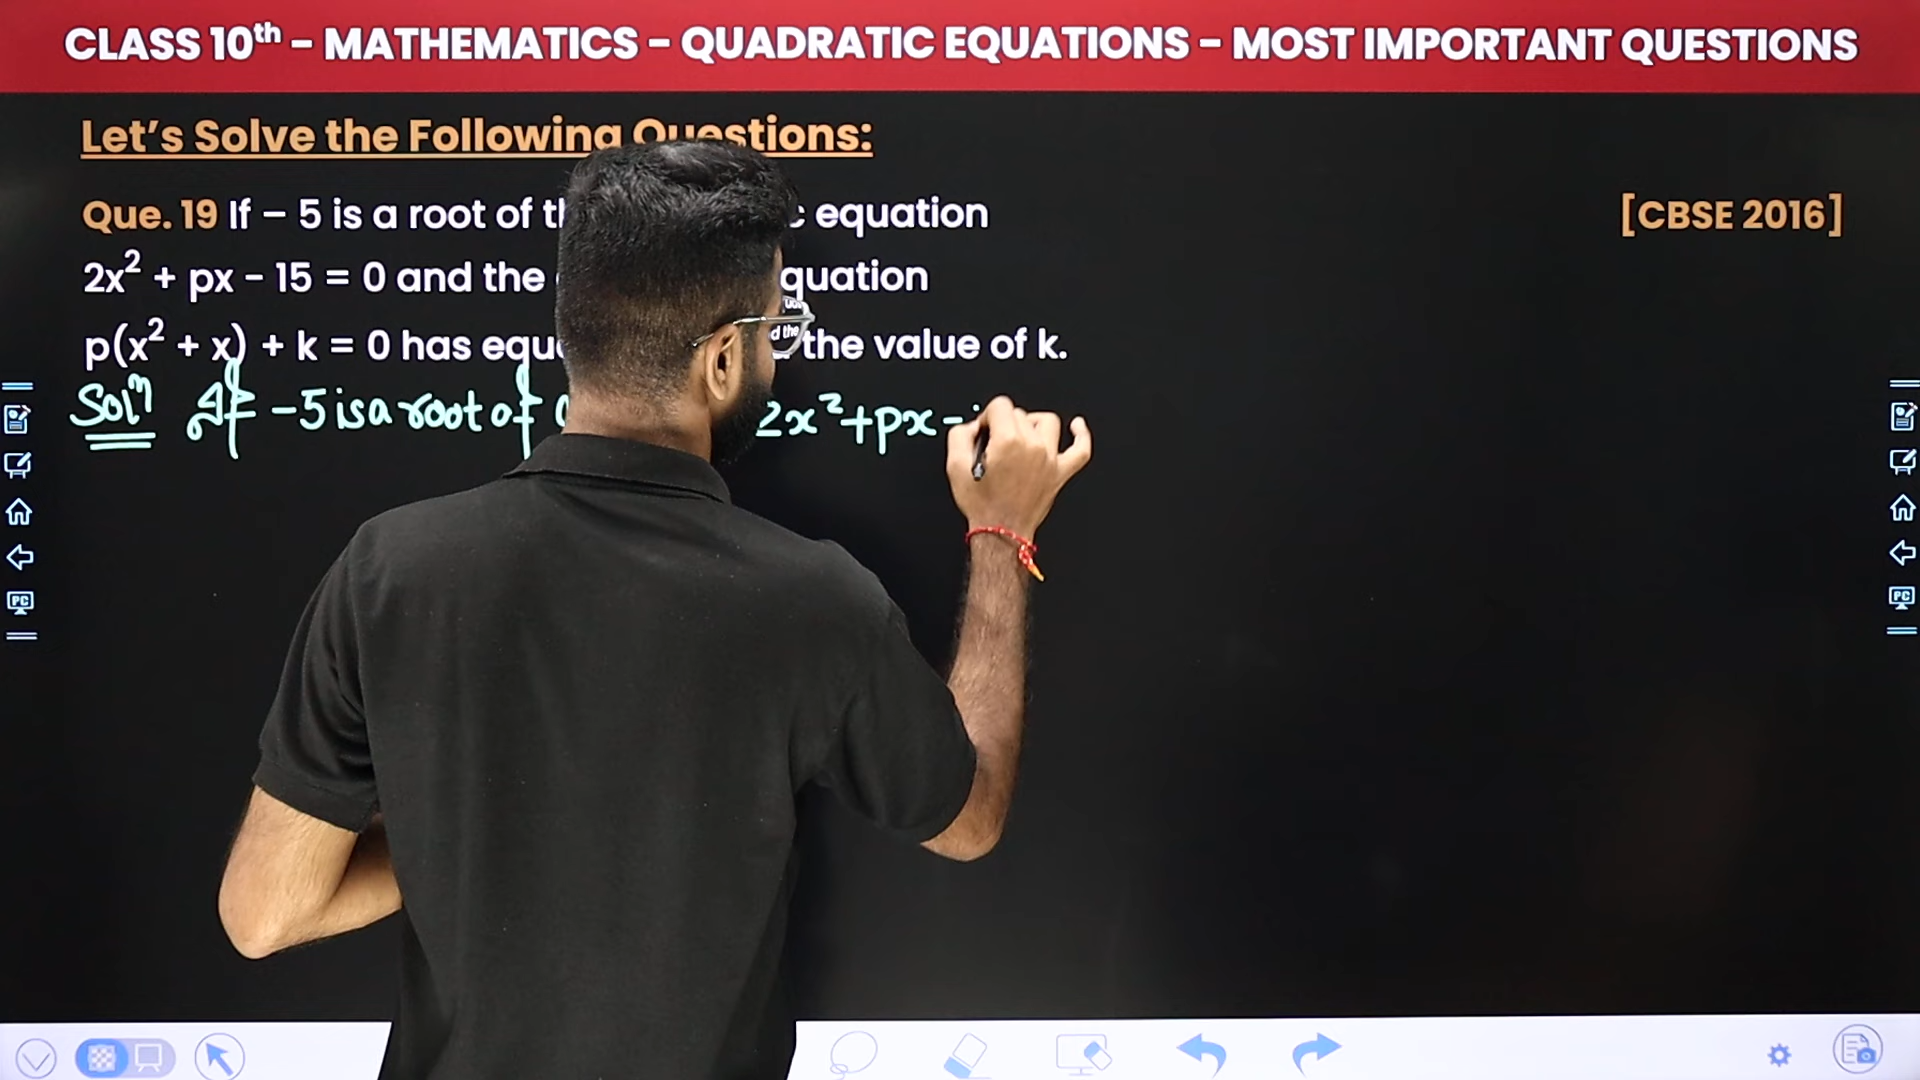 CLASS 10th - MATHEMATICS - QUADRATIC EQUATIONS - MOST IMPORTANT QUESTIONS
Let's Solve the Following Questions:
Que. 19 If – 5 is a root of equation [CBSE 2016]
2x² + px - 15 = 0 and the
p(x² + x) + k = 0 has the value of k.
Solⁿ If -5 is a root of 2x²+px-
PC
PC